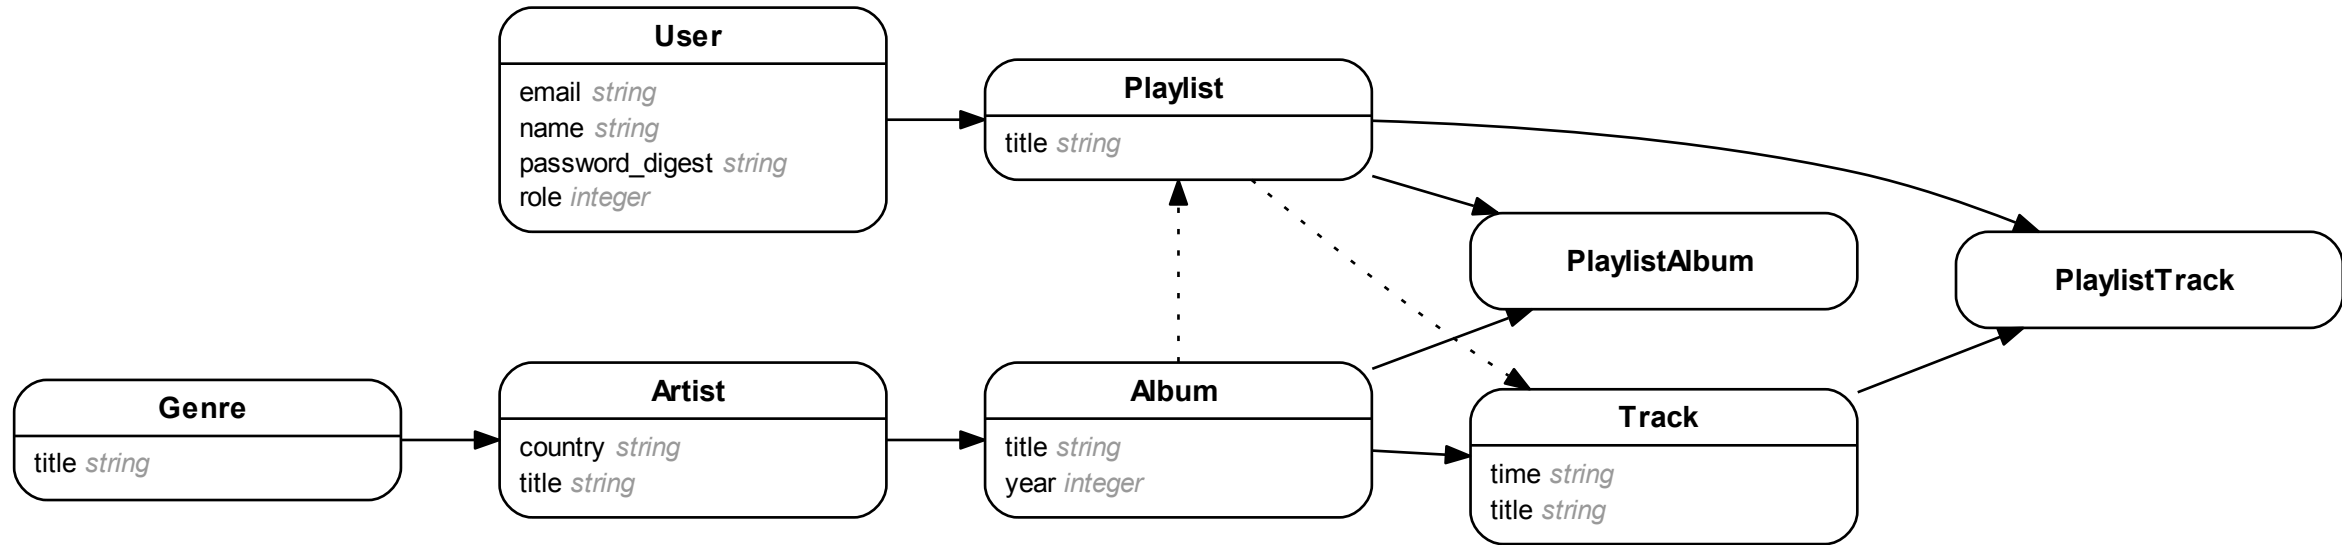 User
email string
name string
password_digest string
role integer
Playlist
title string
PlaylistAlbum
PlaylistTrack
Genre
title string
Artist
country string
title string
Album
title string
year integer
Track
time string
title string